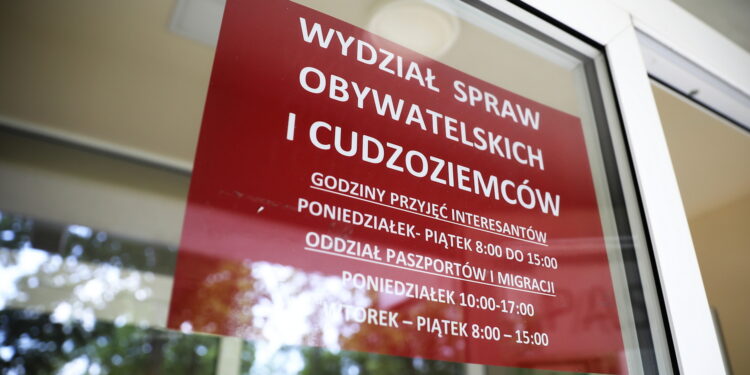 WYDZIAŁ SPRAW
OBYWATELSKICH
I CUDZOZIEMCÓW
GODZINY PRZYJĘĆ INTERESANTÓW
PONIEDZIAŁEK- PIĄTEK 8:00 DO 15:00
ODDZIAŁ PASZPORTÓW I MIGRACJI
PONIEDZIAŁEK 10:00-17:00
WTOREK – PIĄTEK 8:00 – 15:00